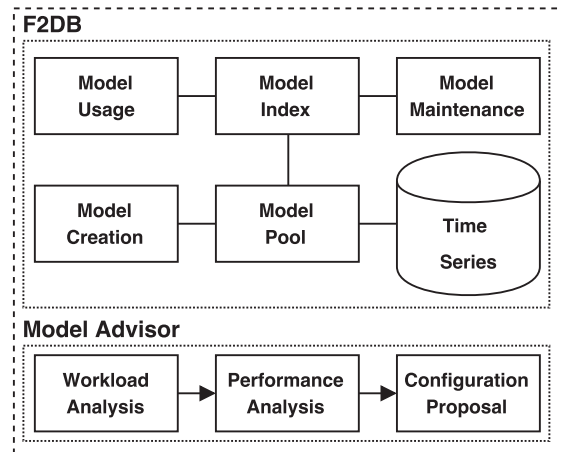 F2DB
Model
Usage
Model
Index
Model
Maintenance
Model
Creation
Model
Pool
Time
Series
Model Advisor
Workload
Analysis
Performance
Analysis
Configuration
Proposal